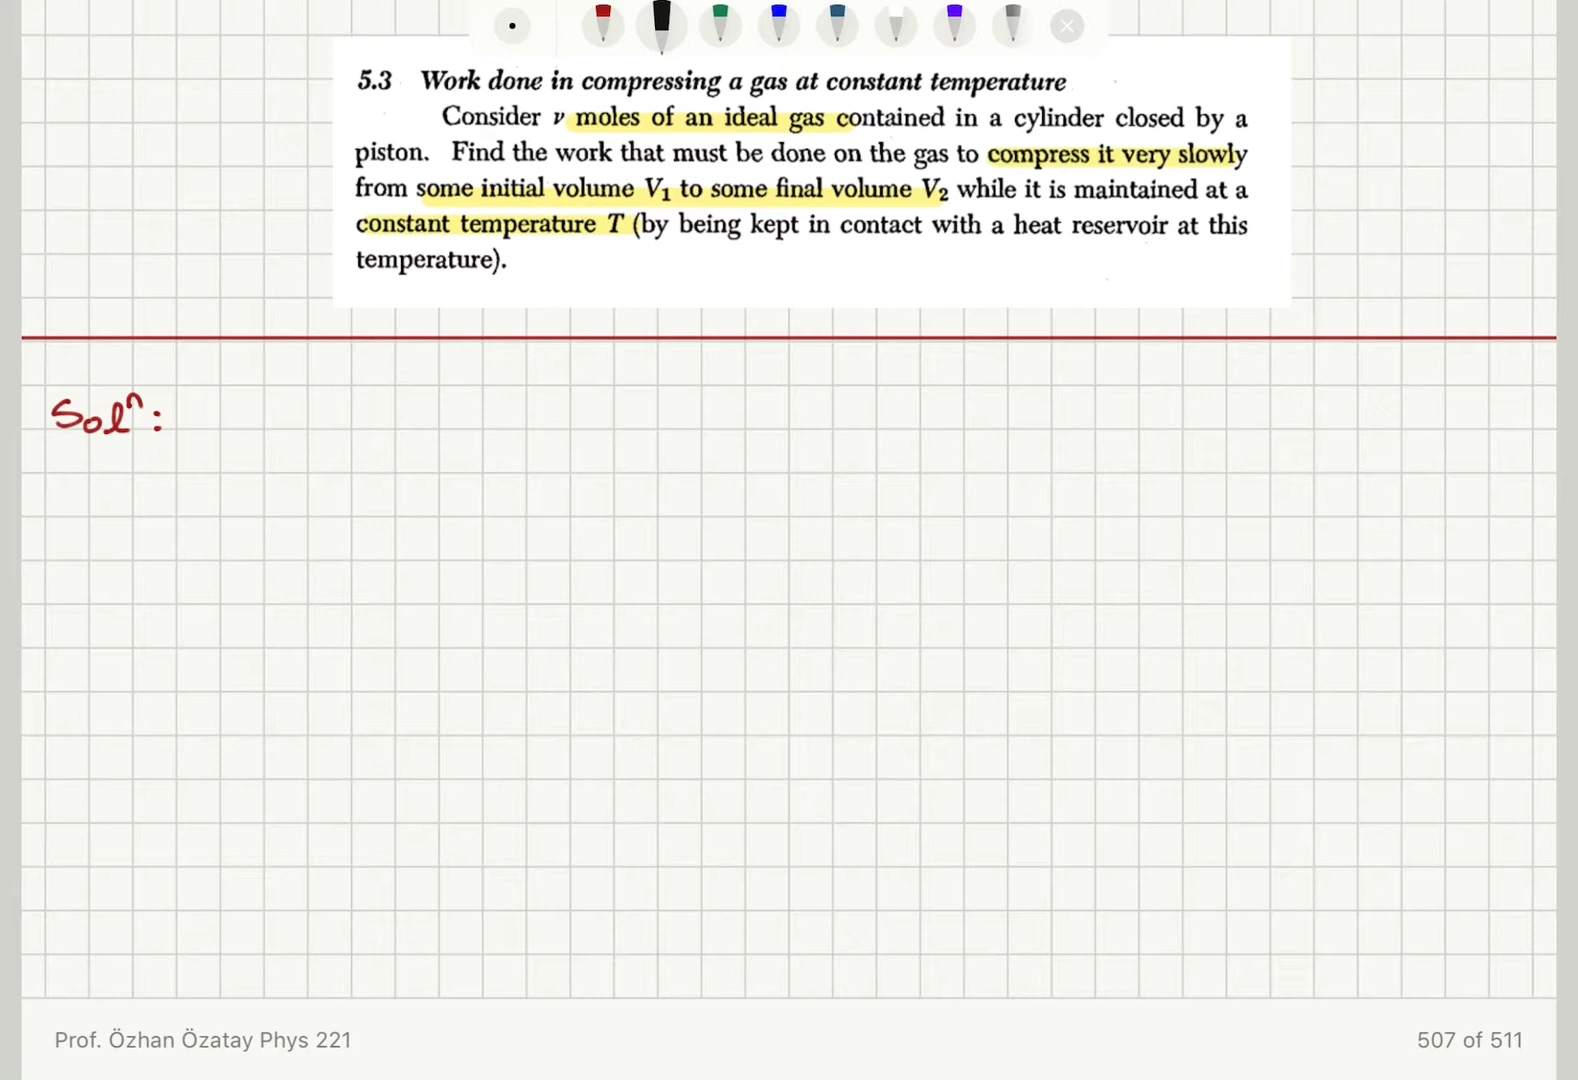 5.3 Work done in compressing a gas at constant temperature
Consider ν moles of an ideal gas contained in a cylinder closed by a
piston. Find the work that must be done on the gas to compress it very slowly
from some initial volume V₁ to some final volume V₂ while it is maintained at a
constant temperature T (by being kept in contact with a heat reservoir at this
temperature).
Solⁿ:
Prof. Özhan Özatay Phys 221
507 of 511